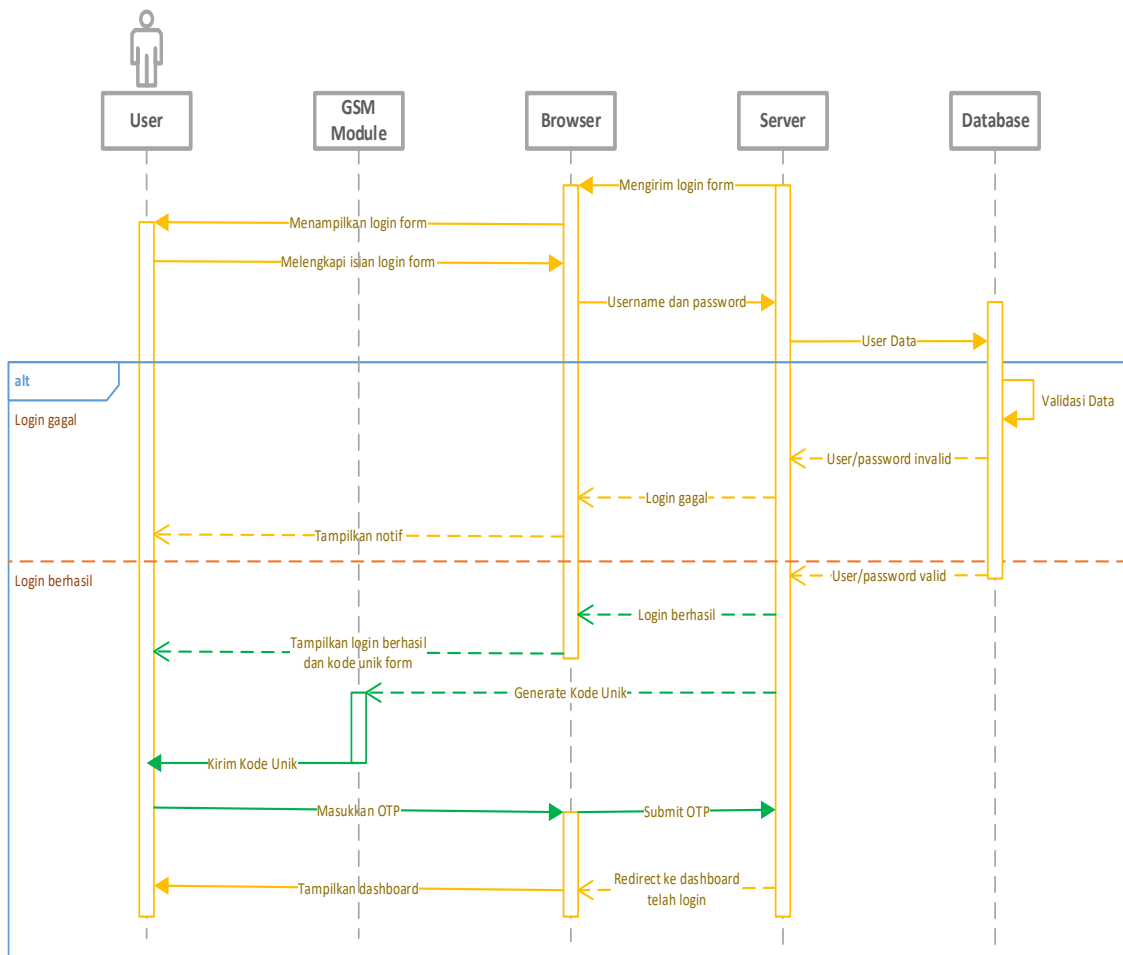 User
GSM
Module
Browser
Server
Database
Mengirim login form
Menampilkan login form
Melengkapi isian login form
Username dan password
User Data
alt
Validasi Data
Login gagal
User/password invalid
Login gagal
Tampilkan notif
Login berhasil
User/password valid
Login berhasil
Tampilkan login berhasil
dan kode unik form
Generate Kode Unik
Kirim Kode Unik
Masukkan OTP
Submit OTP
Redirect ke dashboard
telah login
Tampilkan dashboard